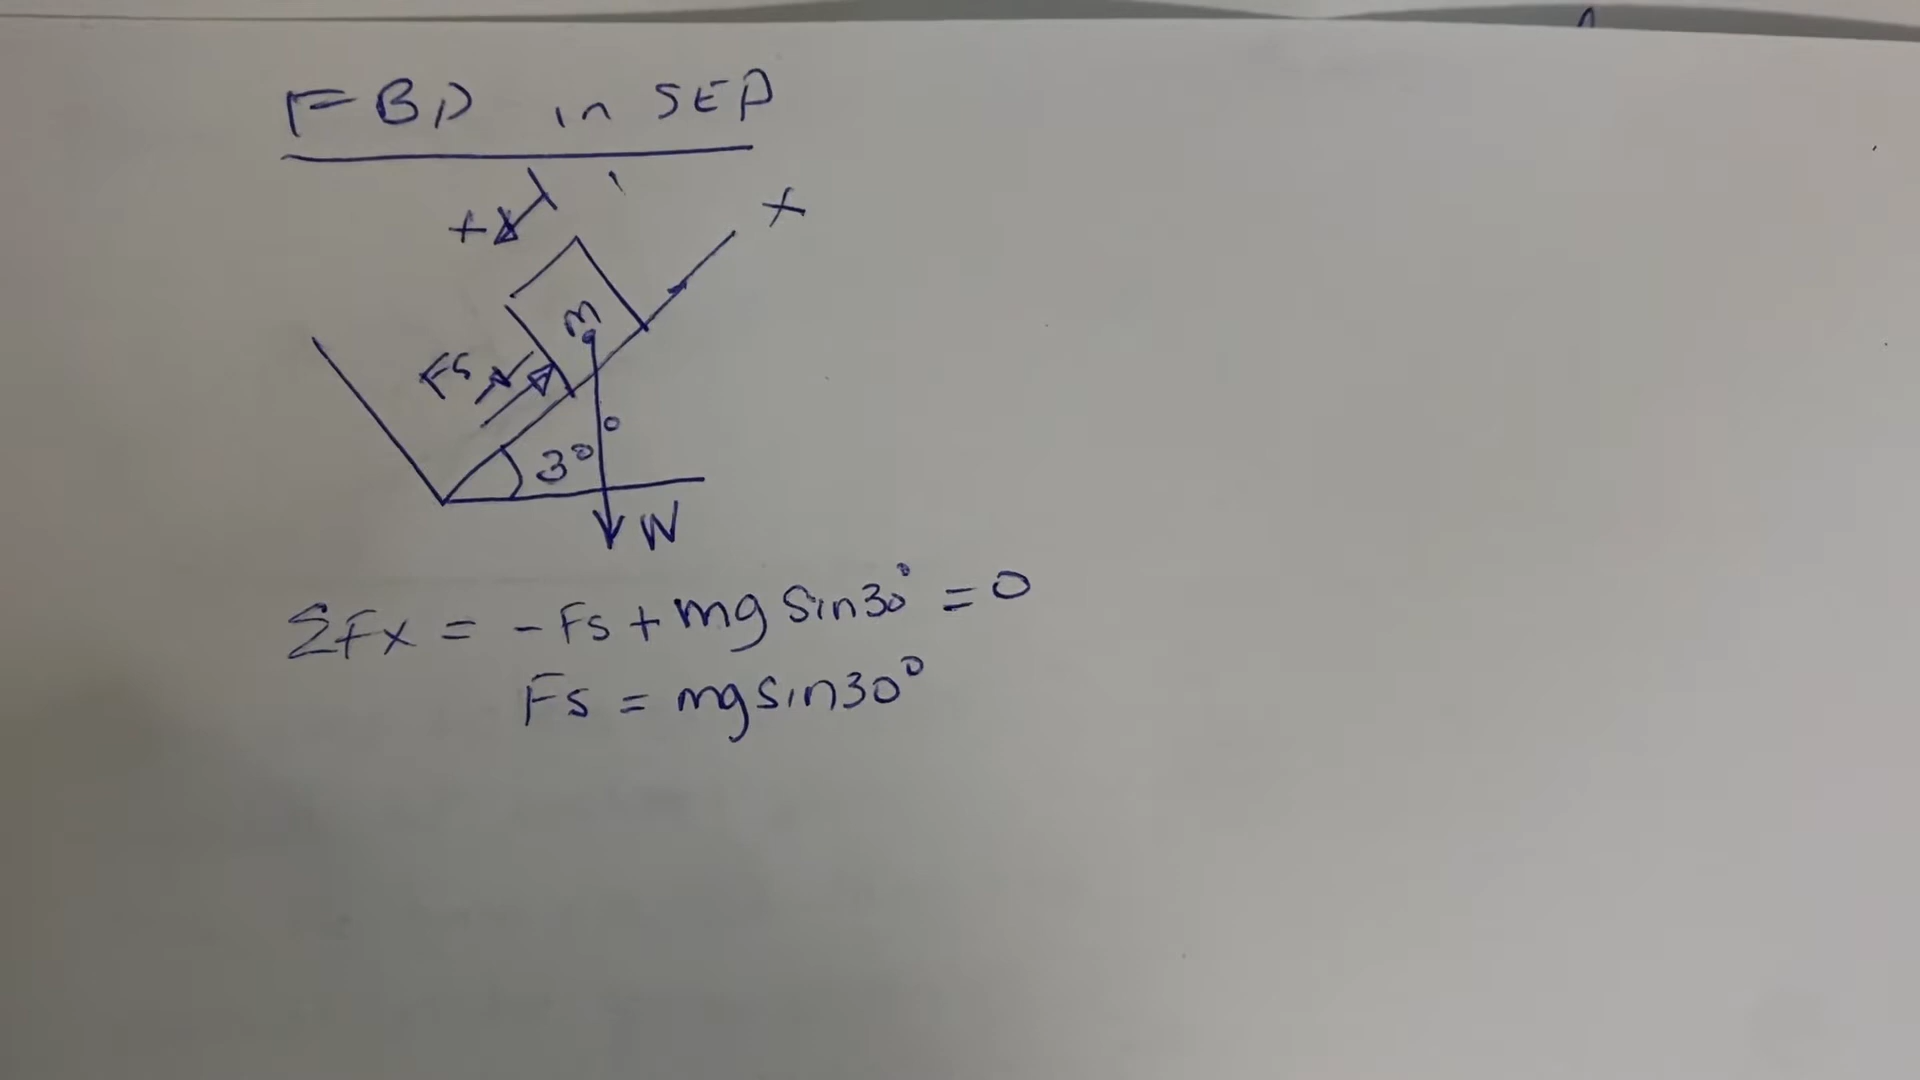 FBD in SEP
+
X
m
Fs
30
W
ΣFx = -Fs + mg sin30° = 0
Fs = mg sin30°